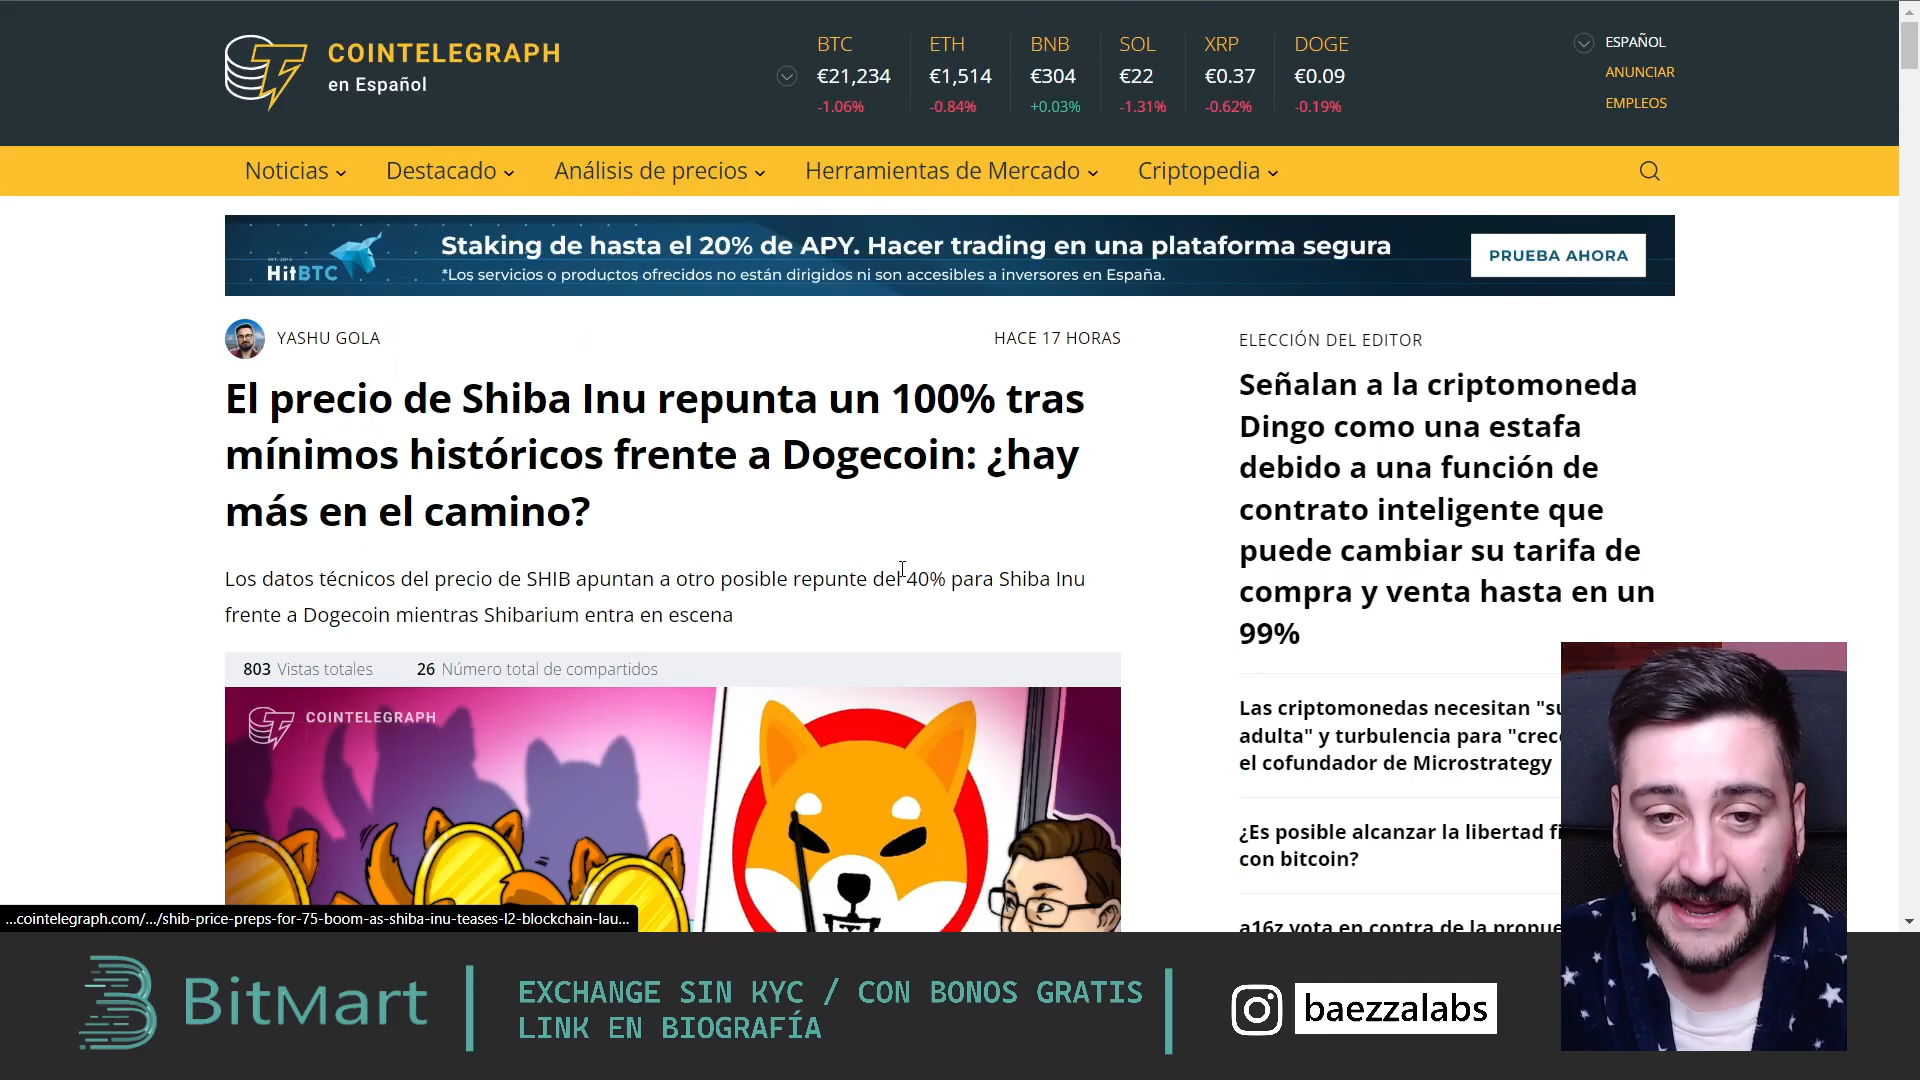 COINTELEGRAPH
en Español
BTC ETH BNB SOL XRP DOGE
€21,234 €1,514 €304 €22 €0.37 €0.09
-1.06% -0.84% +0.03% -1.31% -0.62% -0.19%
ESPAÑOL
ANUNCIAR
EMPLEOS
Noticias Destacado Análisis de precios Herramientas de Mercado Criptopedia
HitBTC
Staking de hasta el 20% de APY. Hacer trading en una plataforma segura
*Los servicios o productos ofrecidos no están dirigidos ni son accesibles a inversores en España.
PRUEBA AHORA
YASHU GOLA
HACE 17 HORAS
El precio de Shiba Inu repunta un 100% tras
mínimos históricos frente a Dogecoin: ¿hay
más en el camino?
Los datos técnicos del precio de SHIB apuntan a otro posible repunte del 40% para Shiba Inu
frente a Dogecoin mientras Shibarium entra en escena
803 Vistas totales 26 Número total de compartidos
COINTELEGRAPH
ELECCIÓN DEL EDITOR
Señalan a la criptomoneda
Dingo como una estafa
debido a una función de
contrato inteligente que
puede cambiar su tarifa de
compra y venta hasta en un
99%
Las criptomonedas necesitan "su
adulta" y turbulencia para "crec
el cofundador de Microstrategy
¿Es posible alcanzar la libertad fi
con bitcoin?
a16z vota en contra de la propue
...cointelegraph.com/.../shib-price-preps-for-75-boom-as-shiba-inu-teases-l2-blockchain-lau...
BitMart
EXCHANGE SIN KYC / CON BONOS GRATIS
LINK EN BIOGRAFÍA
baezzalabs